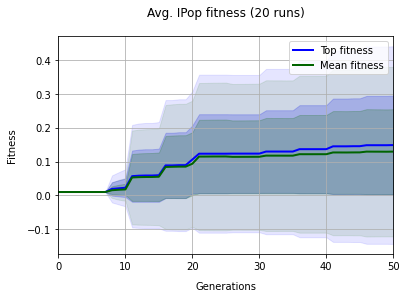 Avg. IPop fitness (20 runs)
Top fitness
Mean fitness
0.4
0.3
0.2
0.1
0.0
−0.1
Fitness
0
10
20
30
40
50
Generations